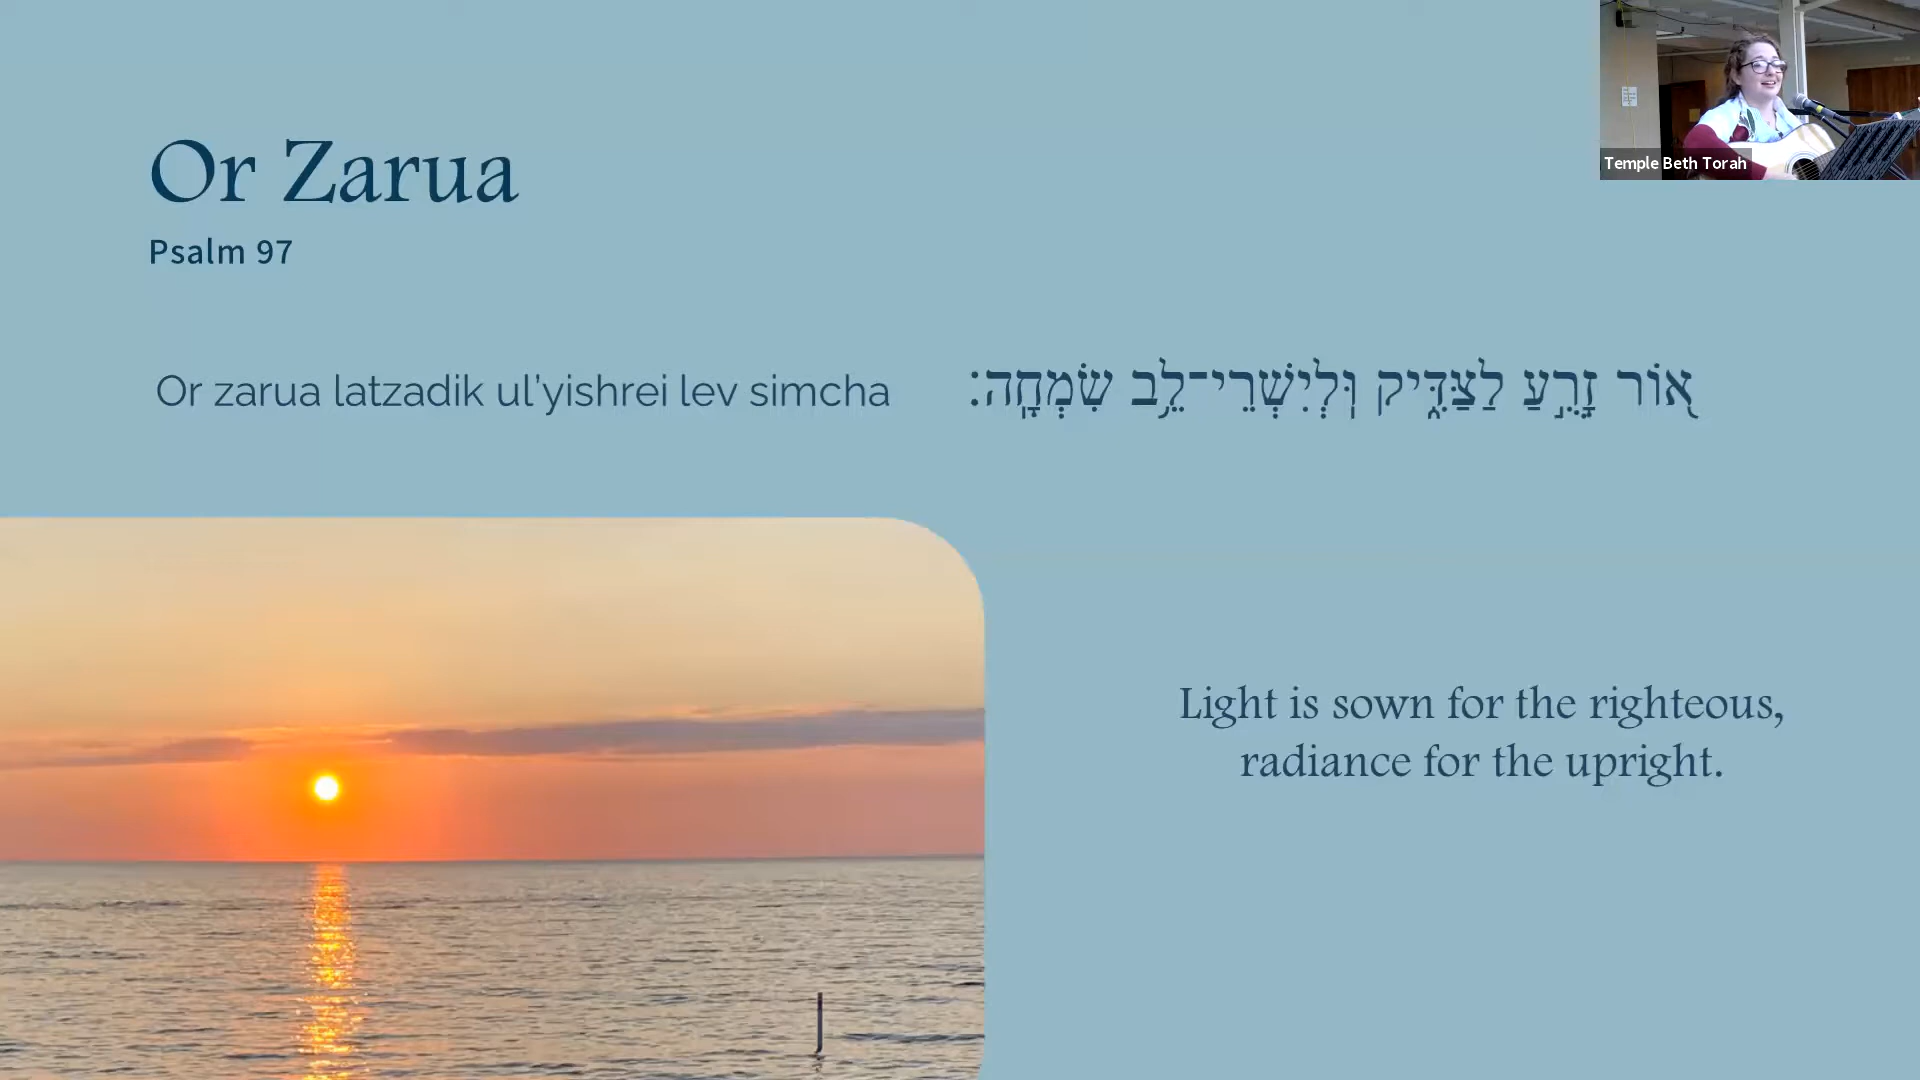 Or Zarua
Psalm 97
Or zarua latzadik ul'yishrei lev simcha
א֭וֹר זָרֻ֣עַ לַצַּדִּ֑יק וּֽלְיִשְׁרֵי־לֵ֥ב שִׂמְחָֽה׃
Light is sown for the righteous,
radiance for the upright.
Temple Beth Torah